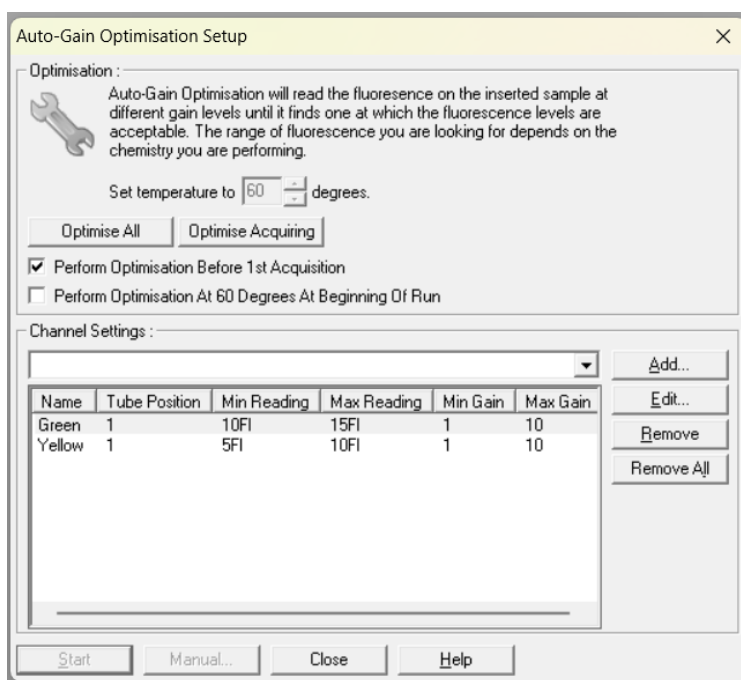 Auto-Gain Optimisation Setup
Optimisation :
Auto-Gain Optimisation will read the fluoresence on the inserted sample at
different gain levels until it finds one at which the fluorescence levels are
acceptable. The range of fluorescence you are looking for depends on the
chemistry you are performing.
Set temperature to 60 degrees.
Optimise All Optimise Acquiring
Perform Optimisation Before 1st Acquisition
Perform Optimisation At 60 Degrees At Beginning Of Run
Channel Settings :
Add...
Name Tube Position Min Reading Max Reading Min Gain Max Gain Edit...
Green 1 10Fl 15Fl 1 10
Remove
Yellow 1 5Fl 10Fl 1 10
Remove All
Start Manual... Close Help